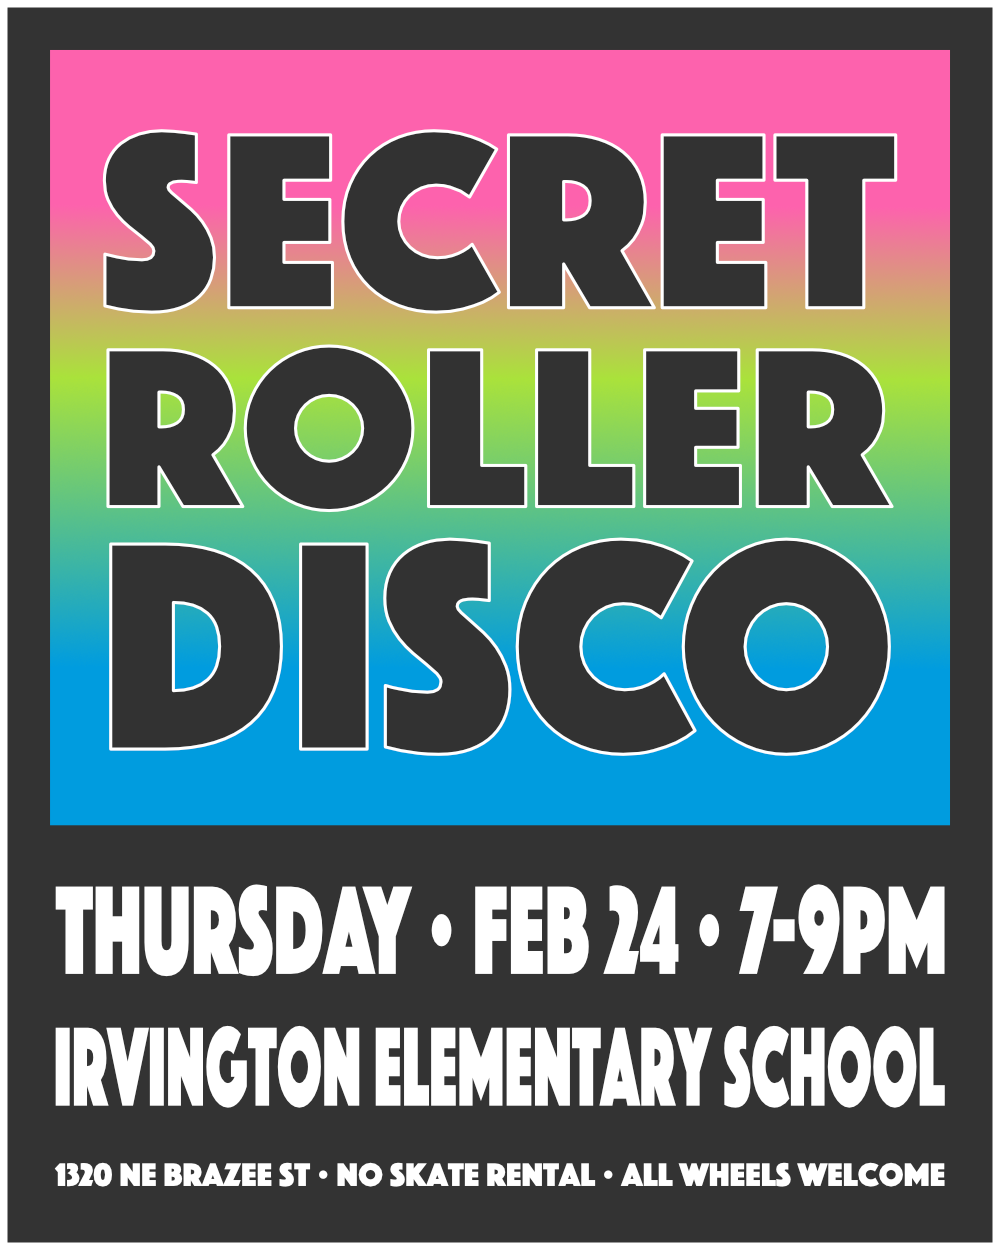 SECRET
ROLLER
DISCO
THURSDAY • FEB 24 • 7-9PM
IRVINGTON ELEMENTARY SCHOOL
1320 NE BRAZEE ST • NO SKATE RENTAL • ALL WHEELS WELCOME